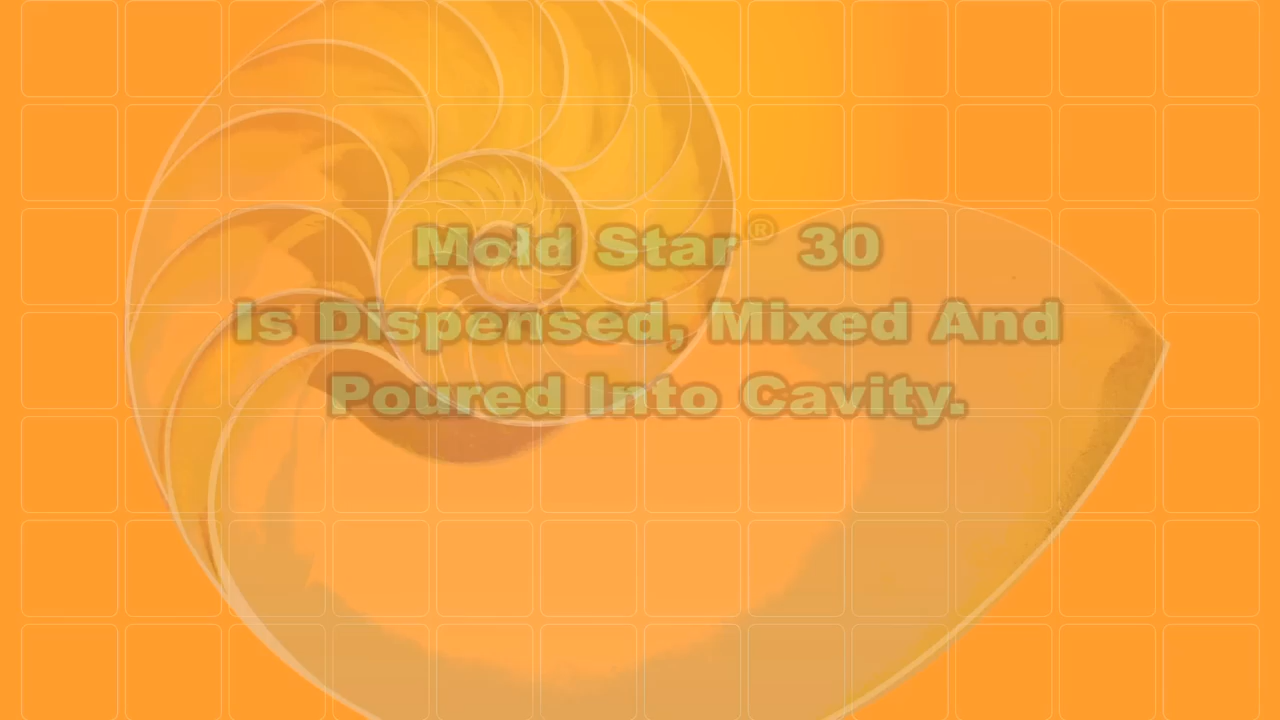 Mold Star® 30
Is Dispensed, Mixed And
Poured Into Cavity.